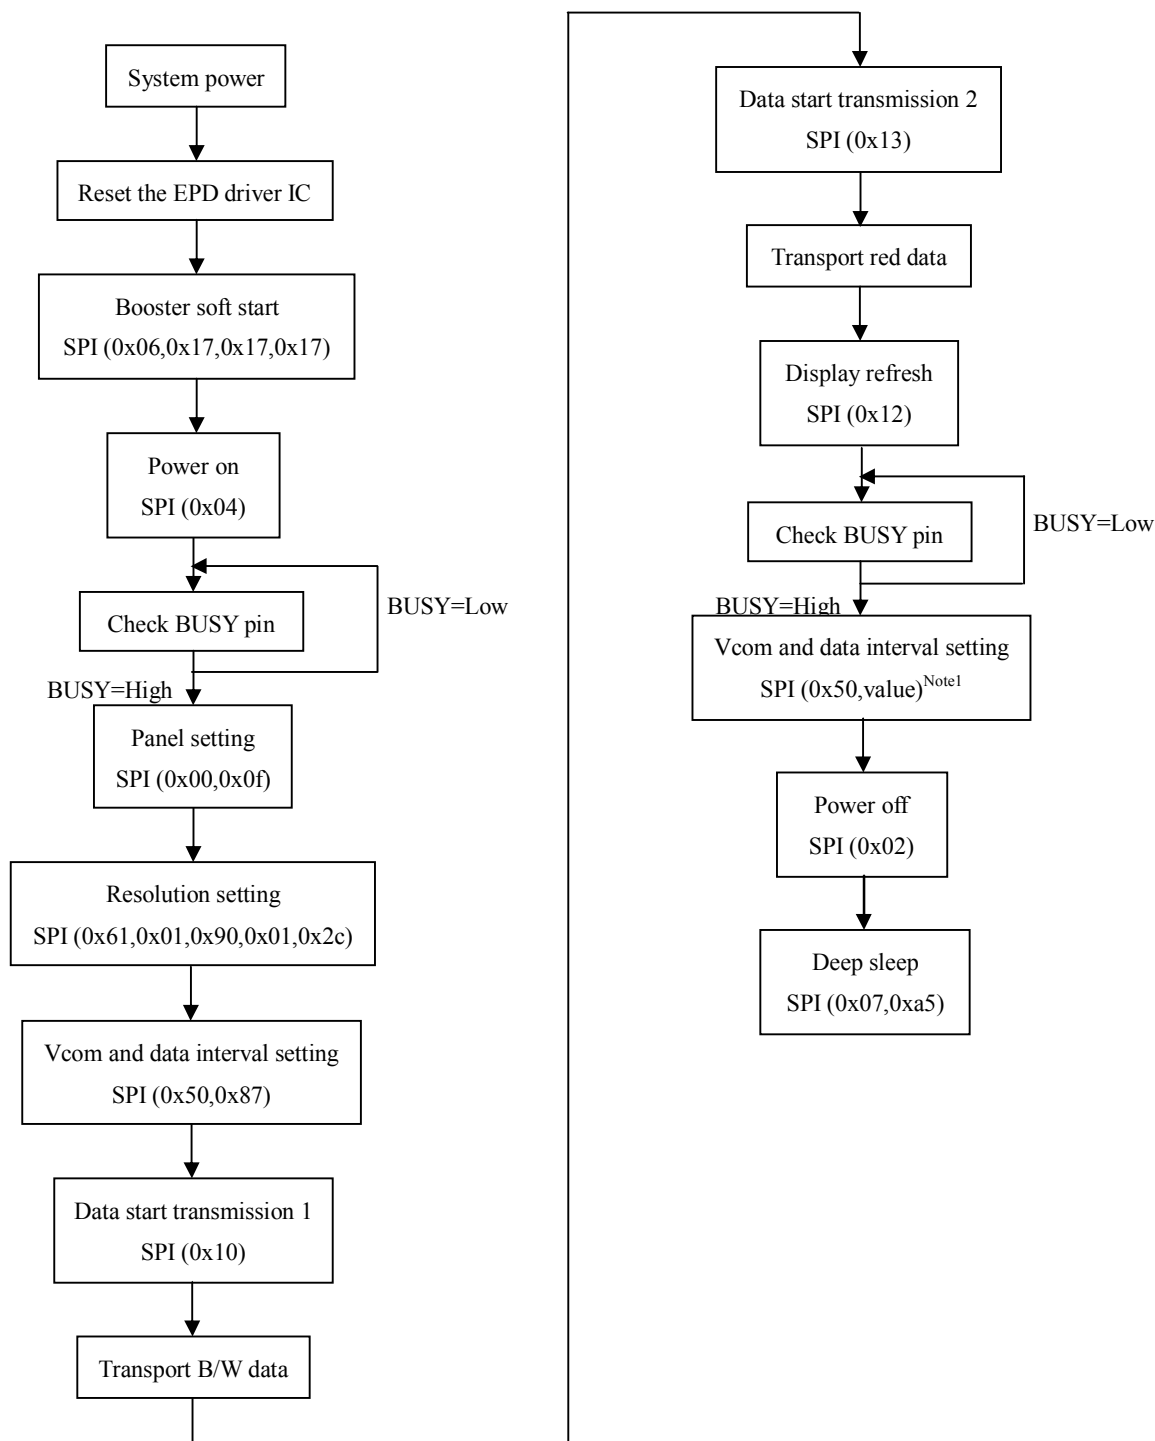 System power
Reset the EPD driver IC
Booster soft start
SPI (0x06,0x17,0x17,0x17)
Power on
SPI (0x04)
Check BUSY pin
BUSY=Low
BUSY=High
Panel setting
SPI (0x00,0x0f)
Resolution setting
SPI (0x61,0x01,0x90,0x01,0x2c)
Vcom and data interval setting
SPI (0x50,0x87)
Data start transmission 1
SPI (0x10)
Transport B/W data
Data start transmission 2
SPI (0x13)
Transport red data
Display refresh
SPI (0x12)
Check BUSY pin
BUSY=Low
BUSY=High
Vcom and data interval setting
SPI (0x50,value)Note1
Power off
SPI (0x02)
Deep sleep
SPI (0x07,0xa5)